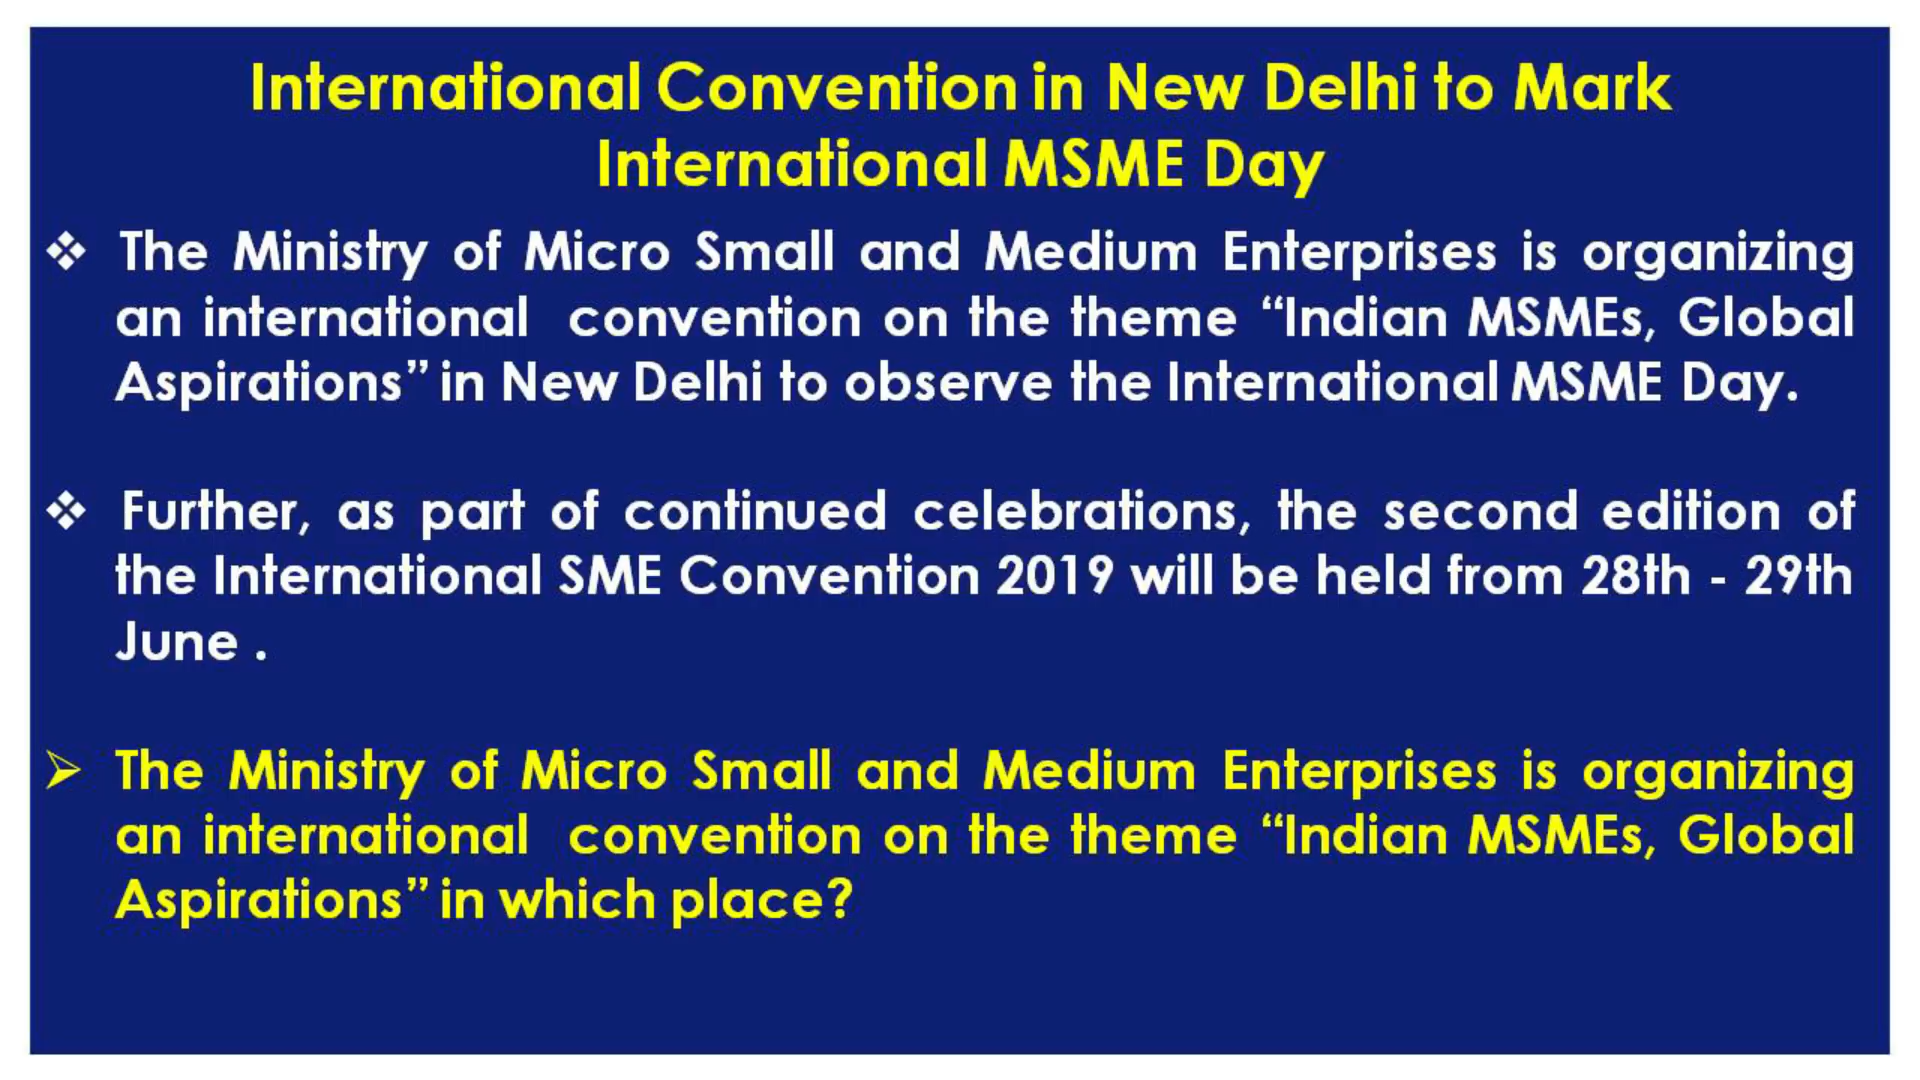 International Convention in New Delhi to Mark
International MSME Day
❖ The Ministry of Micro Small and Medium Enterprises is organizing
an international convention on the theme “Indian MSMEs, Global
Aspirations” in New Delhi to observe the International MSME Day.
❖ Further, as part of continued celebrations, the second edition of
the International SME Convention 2019 will be held from 28th - 29th
June .
➢ The Ministry of Micro Small and Medium Enterprises is organizing
an international convention on the theme “Indian MSMEs, Global
Aspirations” in which place?